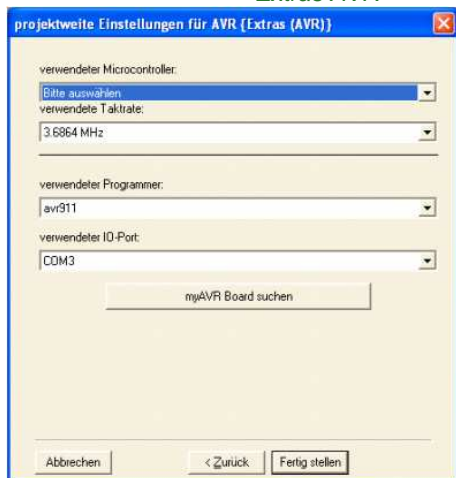 projektweite Einstellungen für AVR {Extras (AVR)}
verwendeter Microcontroller:
Bitte auswählen
verwendete Taktrate:
3.6864 MHz
verwendeter Programmer:
avr911
verwendeter IO-Port:
COM3
myAVR Board suchen
Abbrechen
< Zurück
Fertig stellen